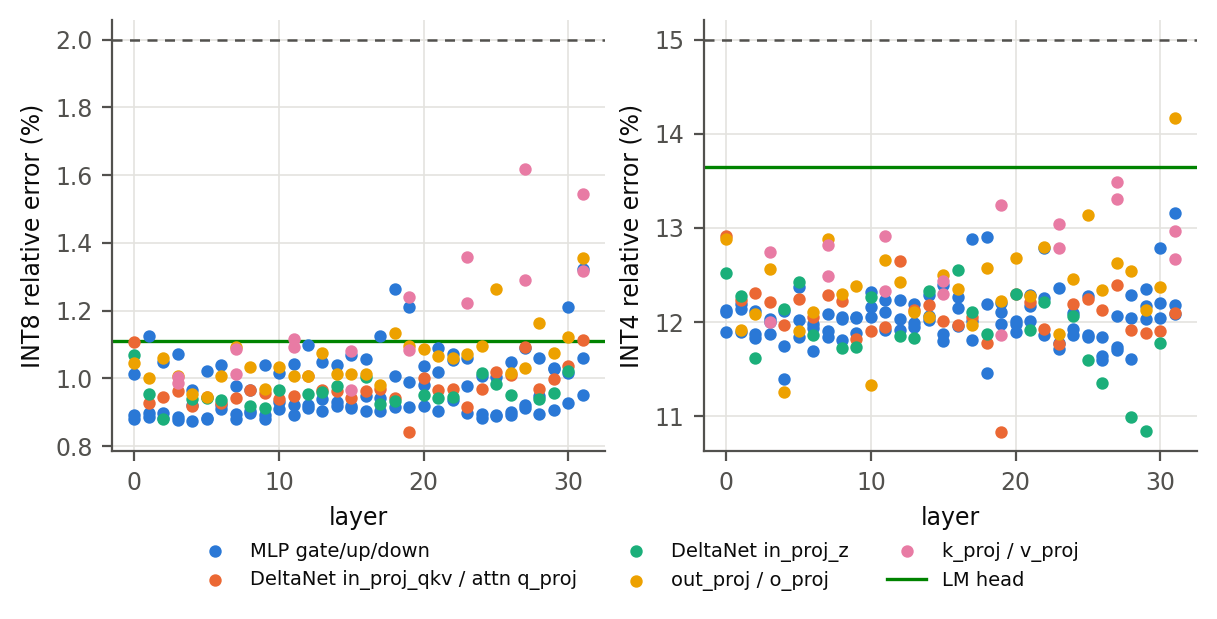 INT8 relative error (%)
2.0
1.8
1.6
1.4
1.2
1.0
0.8
0
10
20
30
layer
INT4 relative error (%)
15
14
13
12
11
0
10
20
30
layer
MLP gate/up/down
DeltaNet in_proj_qkv / attn q_proj
DeltaNet in_proj_z
out_proj / o_proj
k_proj / v_proj
LM head